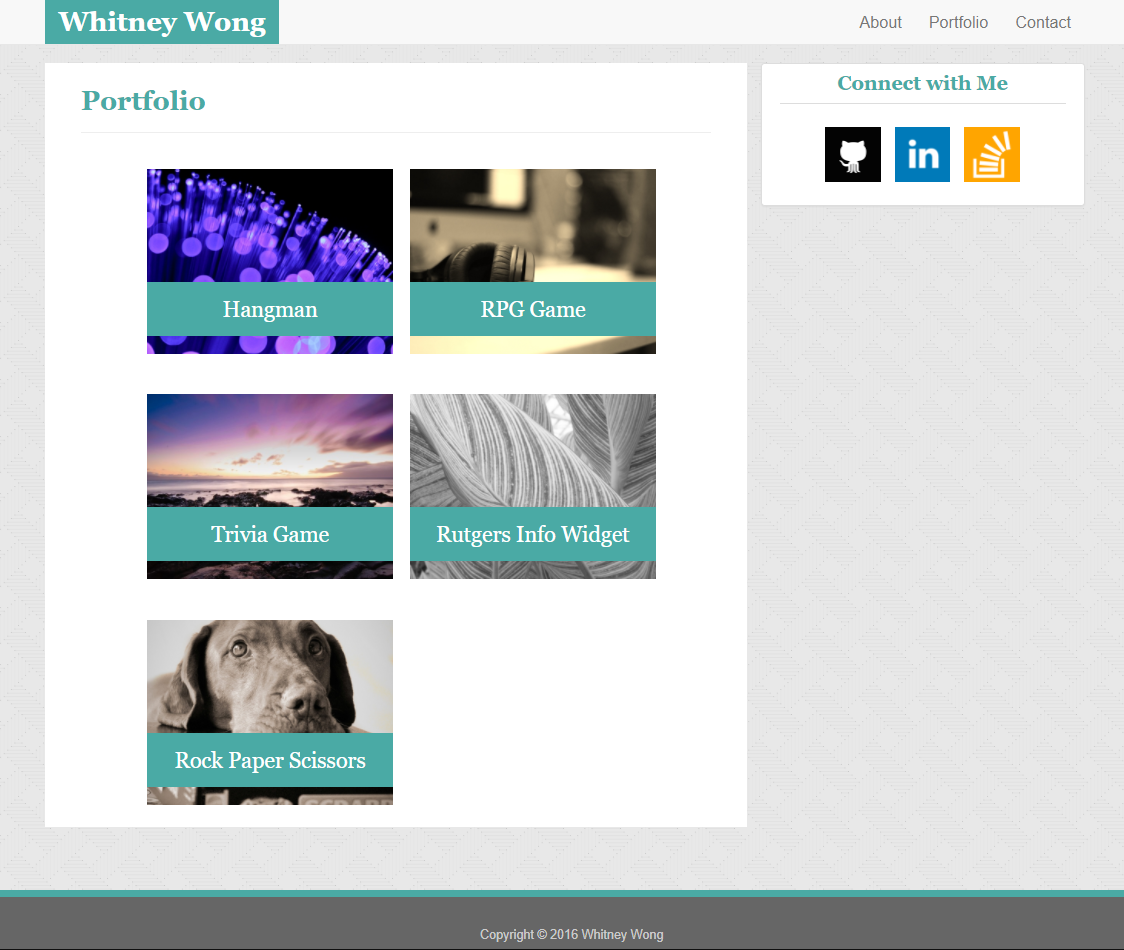 Whitney Wong
About
Portfolio
Contact
Portfolio
Connect with Me
in
Hangman
RPG Game
Trivia Game
Rutgers Info Widget
Rock Paper Scissors
Copyright © 2016 Whitney Wong